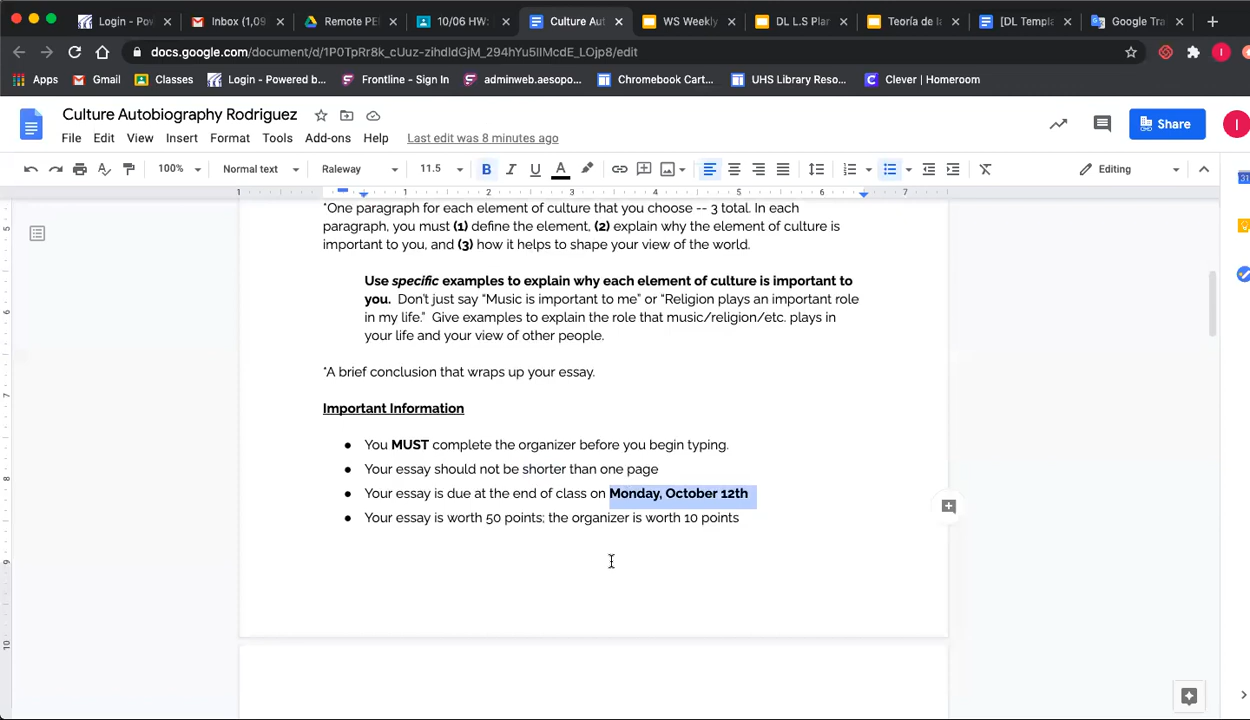 Login - Pow
Inbox (1,09
Remote PE
10/06 HW:
Culture Aut
WS Weekly
DL L.S Plan
Teoría de la
[DL Templa
Google Tra
docs.google.com/document/d/1P0TpRr8k_cUuz-zihdIdGjM_294hYu5IIMcdE_LOjp8/edit
Apps
Gmail
Classes
Login - Powered b...
Frontline - Sign In
adminweb.aesopo...
Chromebook Cart...
UHS Library Reso...
Clever | Homeroom
Culture Autobiography Rodriguez
File Edit View Insert Format Tools Add-ons Help Last edit was 8 minutes ago
Share
I
100% Normal text Raleway 11.5 B I U A Editing
1 1 2 3 4 5 6 7
*One paragraph for each element of culture that you choose -- 3 total. In each
paragraph, you must (1) define the element, (2) explain why the element of culture is
important to you, and (3) how it helps to shape your view of the world.
Use specific examples to explain why each element of culture is important to
you. Don't just say “Music is important to me” or “Religion plays an important role
in my life.” Give examples to explain the role that music/religion/etc. plays in
your life and your view of other people.
*A brief conclusion that wraps up your essay.
Important Information
● You MUST complete the organizer before you begin typing.
● Your essay should not be shorter than one page
● Your essay is due at the end of class on Monday, October 12th
● Your essay is worth 50 points; the organizer is worth 10 points